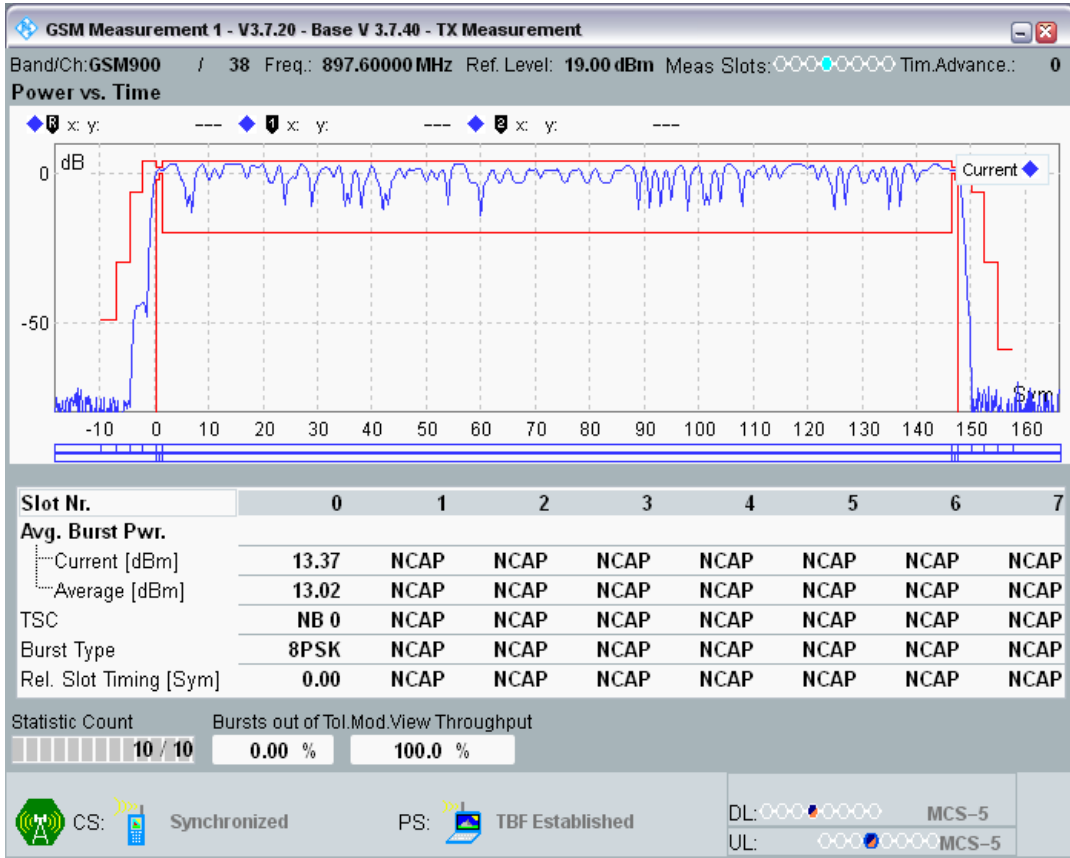 GSM Measurement 1 - V3.7.20 - Base V 3.7.40 - TX Measurement
Band/Ch:GSM900 / 38 Freq.: 897.60000 MHz Ref. Level: 19.00 dBm Meas Slots: Tim.Advance.: 0
Power vs. Time
R x: y: --- 1 x: y: --- 2 x: y: ---
dB
Current
0
-50
Sym
-10 0 10 20 30 40 50 60 70 80 90 100 110 120 130 140 150 160
Slot Nr. 0 1 2 3 4 5 6 7
Avg. Burst Pwr.
Current [dBm] 13.37 NCAP NCAP NCAP NCAP NCAP NCAP NCAP
Average [dBm] 13.02 NCAP NCAP NCAP NCAP NCAP NCAP NCAP
TSC NB 0 NCAP NCAP NCAP NCAP NCAP NCAP NCAP
Burst Type 8PSK NCAP NCAP NCAP NCAP NCAP NCAP NCAP
Rel. Slot Timing [Sym] 0.00 NCAP NCAP NCAP NCAP NCAP NCAP NCAP
Statistic Count Bursts out of Tol.Mod.View Throughput
10 / 10 0.00 % 100.0 %
CS: Synchronized PS: TBF Established
DL: MCS-5
UL: MCS-5